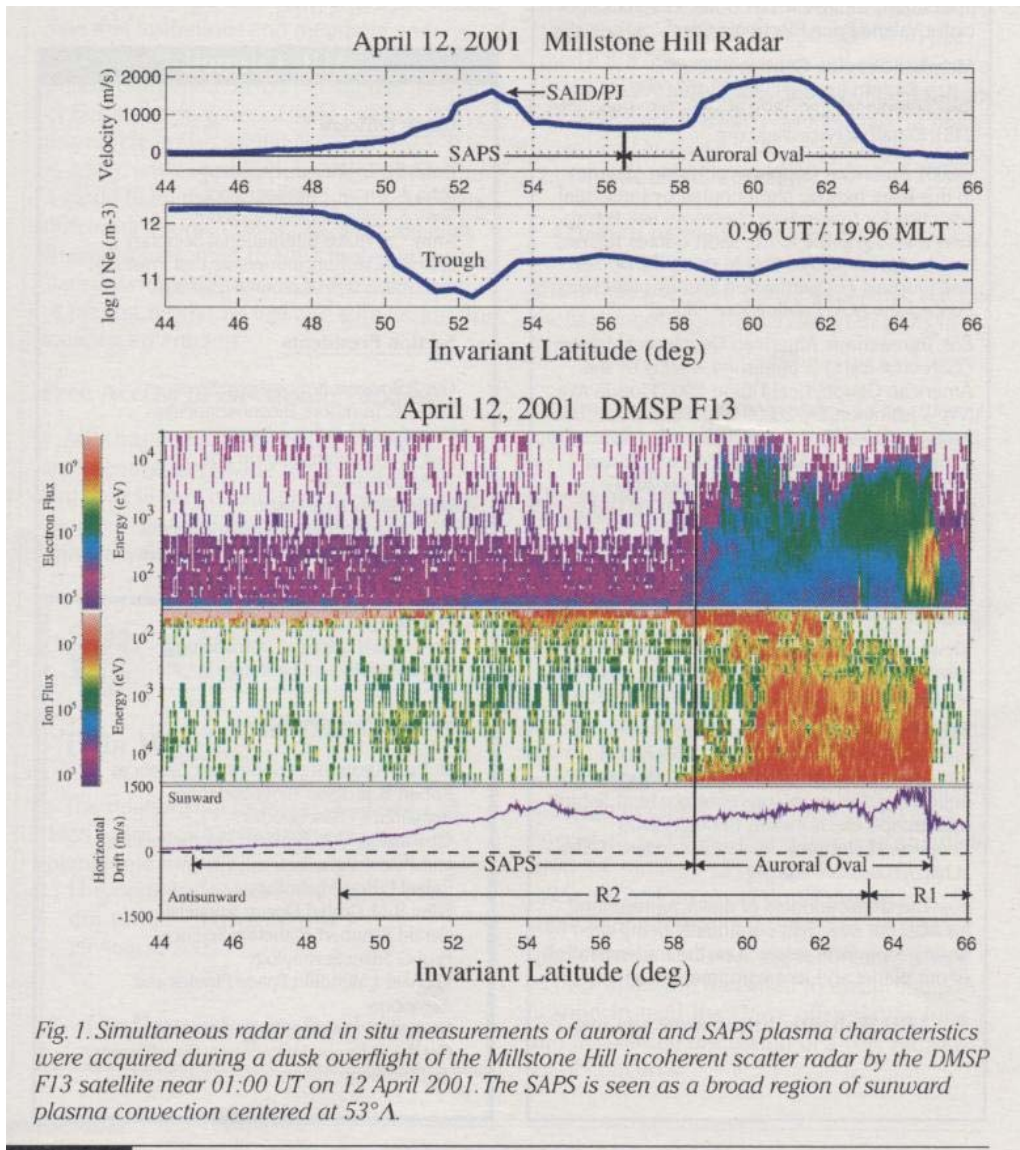 April 12, 2001 Millstone Hill Radar
Velocity (m/s)
2000
1000
0
SAID/PJ
SAPS
Auroral Oval
44 46 48 50 52 54 56 58 60 62 64 66
log10 Ne (m-3)
12
11
Trough
0.96 UT / 19.96 MLT
44 46 48 50 52 54 56 58 60 62 64 66
Invariant Latitude (deg)
April 12, 2001 DMSP F13
Electron Flux
10⁹
10⁷
10⁵
Energy (eV)
10⁴
10³
10²
Ion Flux
10⁷
10⁵
10³
Energy (eV)
10²
10³
10⁴
Horizontal
Drift (m/s)
1500
0
-1500
Sunward
SAPS
Auroral Oval
R2
R1
Antisunward
44 46 48 50 52 54 56 58 60 62 64 66
Invariant Latitude (deg)
Fig. 1. Simultaneous radar and in situ measurements of auroral and SAPS plasma characteristics
were acquired during a dusk overflight of the Millstone Hill incoherent scatter radar by the DMSP
F13 satellite near 01:00 UT on 12 April 2001. The SAPS is seen as a broad region of sunward
plasma convection centered at 53°Λ.